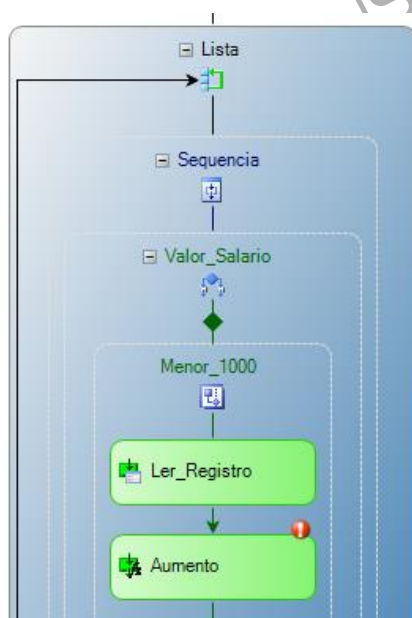 Lista
Sequencia
Valor_Salario
Menor_1000
Ler_Registro
Aumento